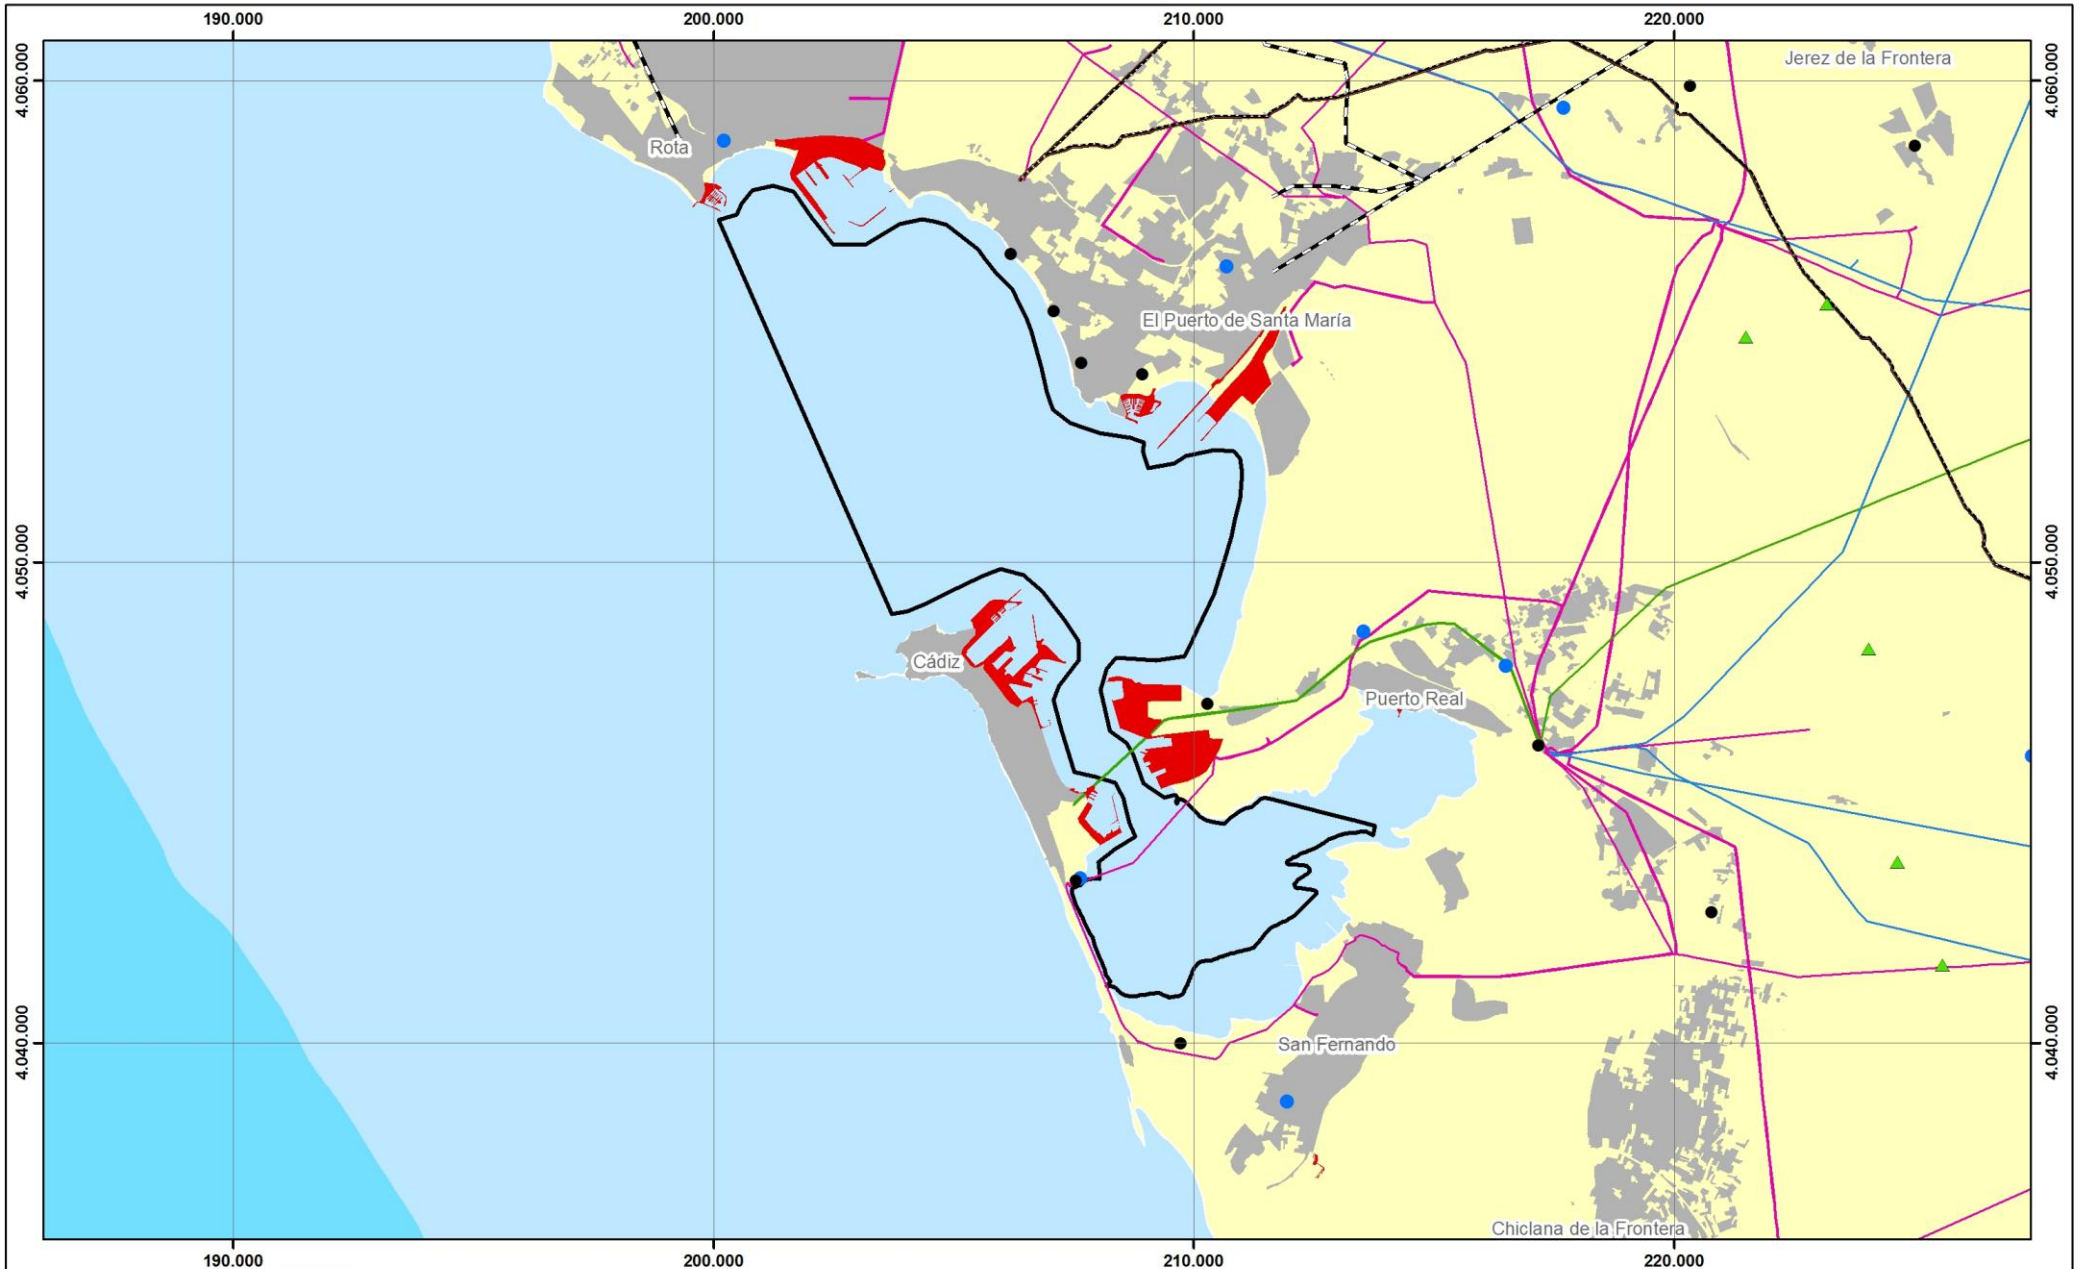 190.000
200.000
210.000
220.000
4.060.000
4.060.000
Jerez de la Frontera
Rota
El Puerto de Santa María
4.050.000
4.050.000
Cádiz
Puerto Real
4.040.000
4.040.000
San Fernando
Chiclana de la Frontera
190.000
200.000
210.000
220.000